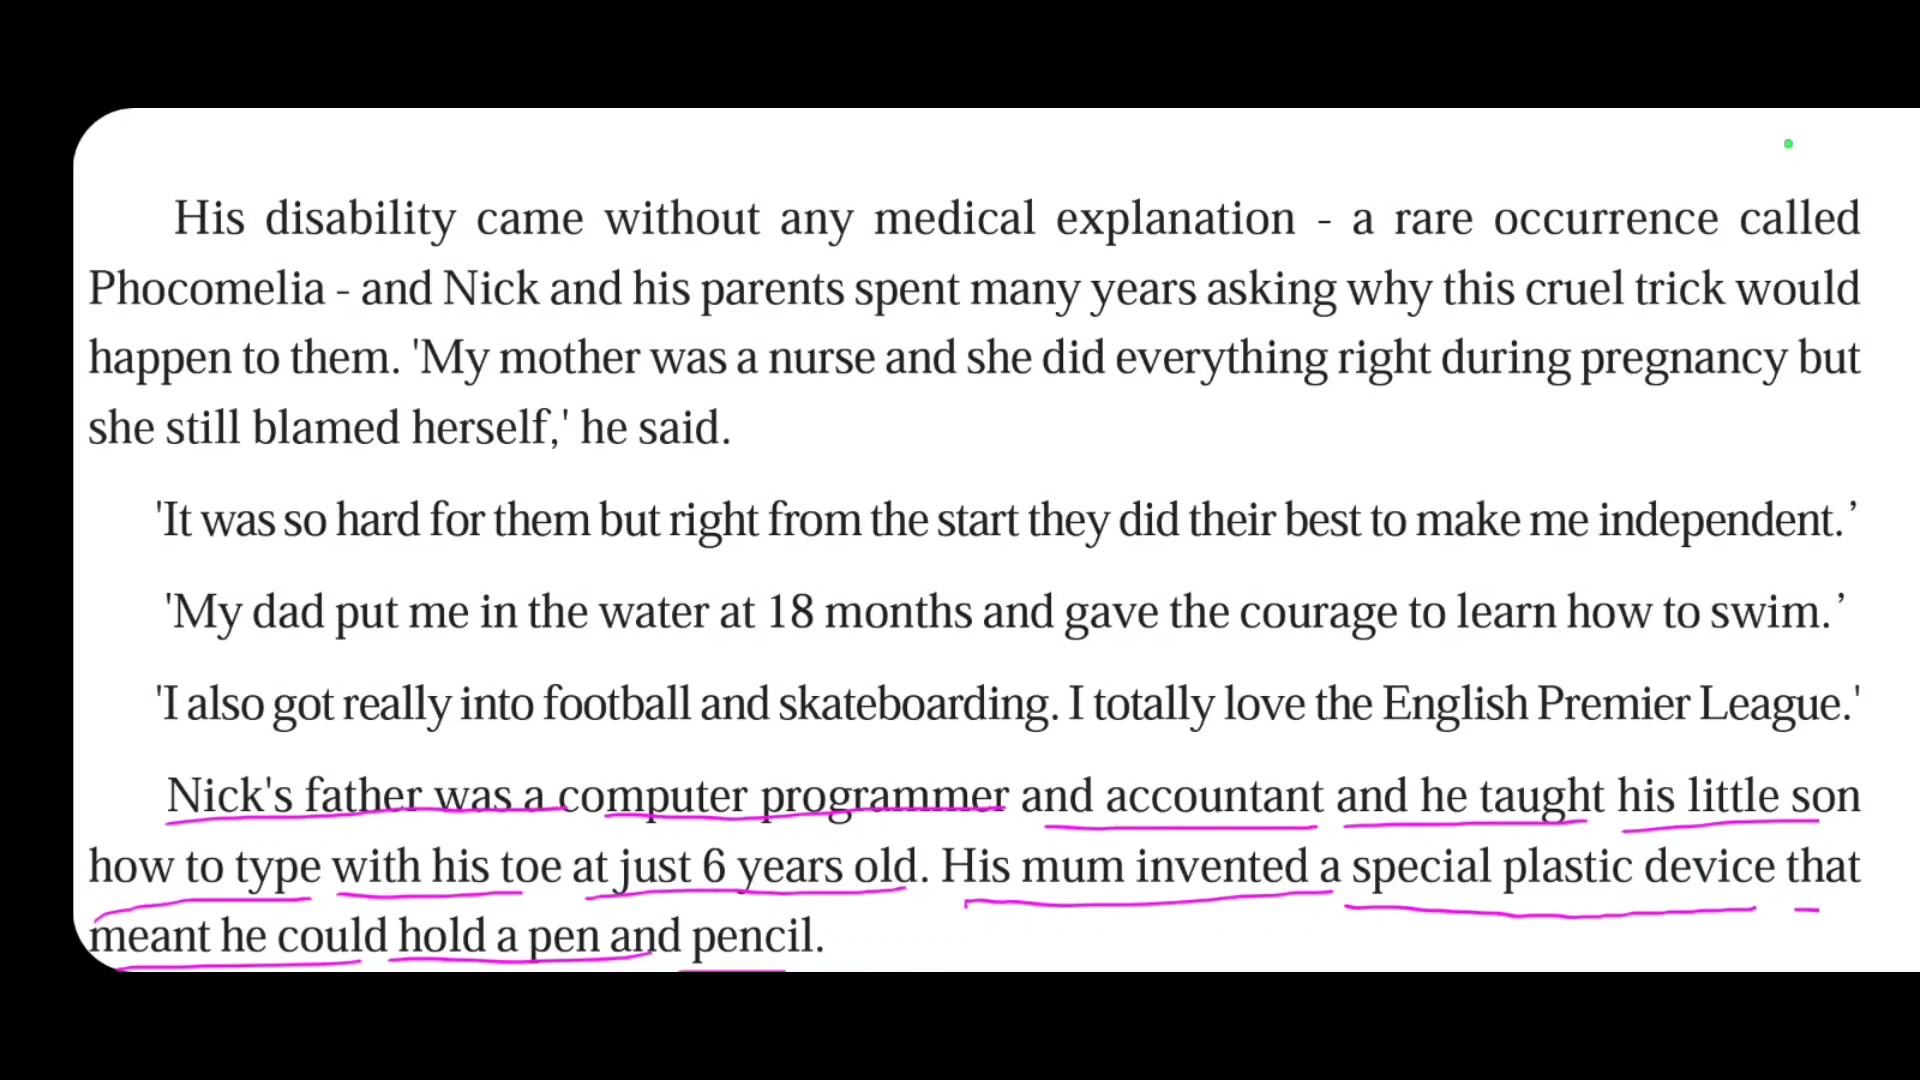 His disability came without any medical explanation - a rare occurrence called
Phocomelia - and Nick and his parents spent many years asking why this cruel trick would
happen to them. 'My mother was a nurse and she did everything right during pregnancy but
she still blamed herself,' he said.
'It was so hard for them but right from the start they did their best to make me independent.’
'My dad put me in the water at 18 months and gave the courage to learn how to swim.’
'I also got really into football and skateboarding. I totally love the English Premier League.'
Nick's father was a computer programmer and accountant and he taught his little son
how to type with his toe at just 6 years old. His mum invented a special plastic device that
meant he could hold a pen and pencil.